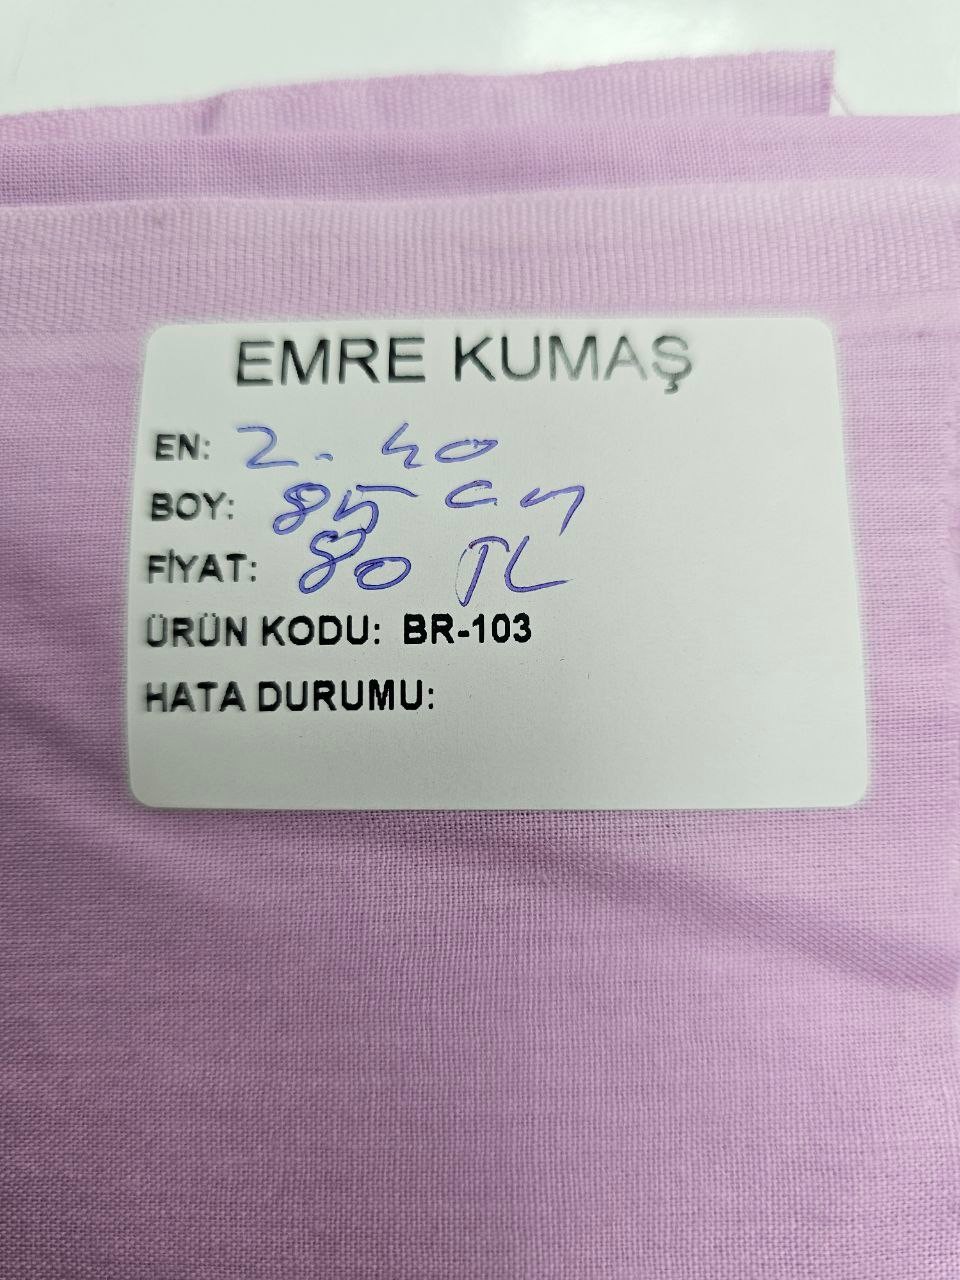 EMRE KUMAŞ
EN: 2.40
BOY: 85 cm
FİYAT: 80 TL
ÜRÜN KODU: BR-103
HATA DURUMU: